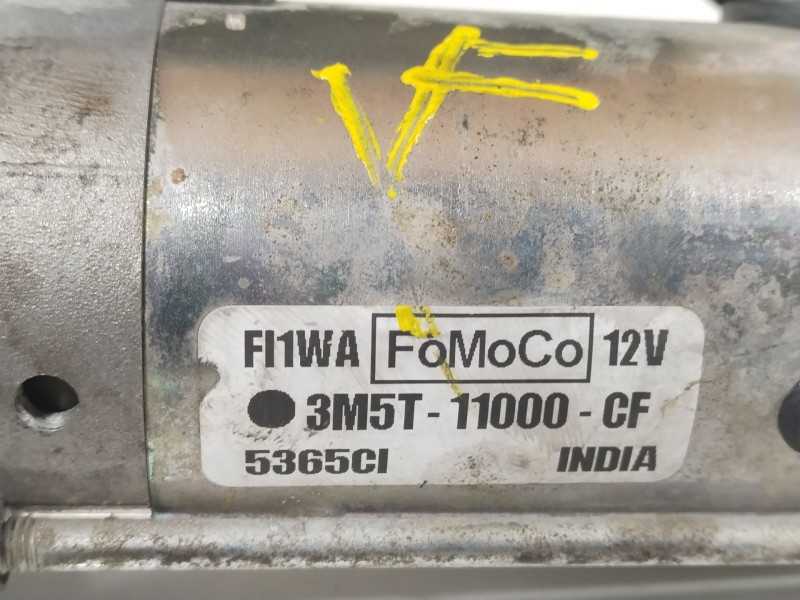 VF
FI1WA FoMoCo 12V
3M5T - 11000 - CF
5365CI INDIA